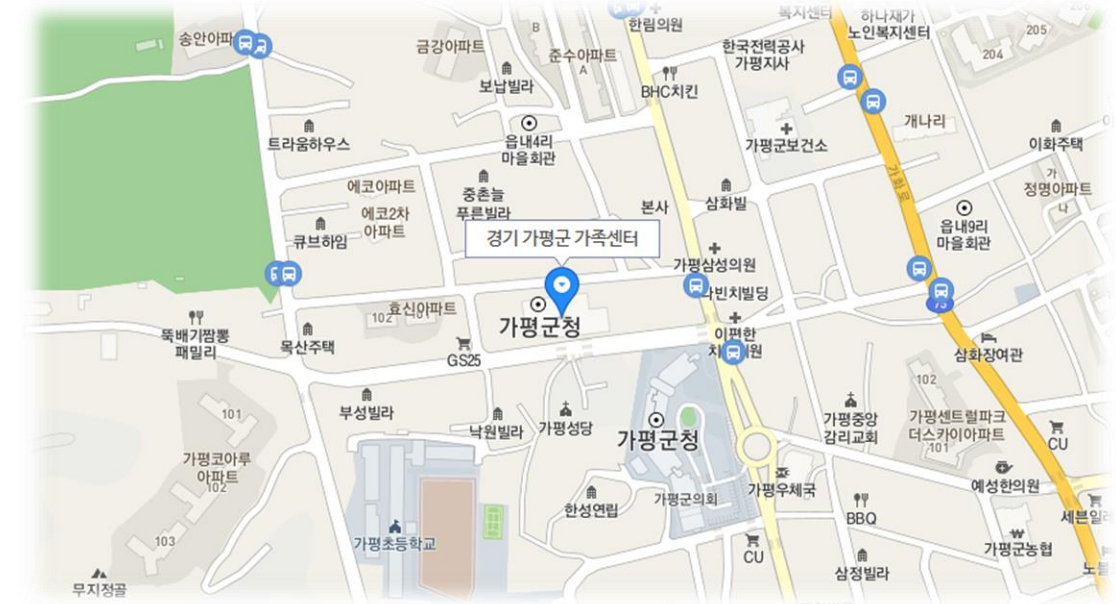 복지센터
하나재가
노인복지센터
한림의원
송안아파
금강아파트
B
준수아파트
A
한국전력공사
가평지사
205
204
보납빌라
BHC치킨
개나리
트라움하우스
읍내4리
마을회관
가평군보건소
이화주택
가화로
에코아파트
중촌늘
푸른빌라
본사
삼화빌
가
정명아파트
나
에코2차
아파트
큐브하임
읍내9리
마을회관
경기 가평군 가족센터
가평삼성의원
빈치빌딩
75
102
효신아파트
가평군청
이편한
뚝배기짬뽕
패밀리
목산주택
GS25
삼화장여관
102
101
부성빌라
낙원빌라
가평성당
가평군청
가평중앙
감리교회
가평센트럴파크
더스카이아파트
101
CU
가평코아루
아파트
102
한성연립
가평군의회
가평우체국
예성한의원
BBQ
세븐일
103
가평초등학교
CU
가평군농협
삼정빌라
무지정골